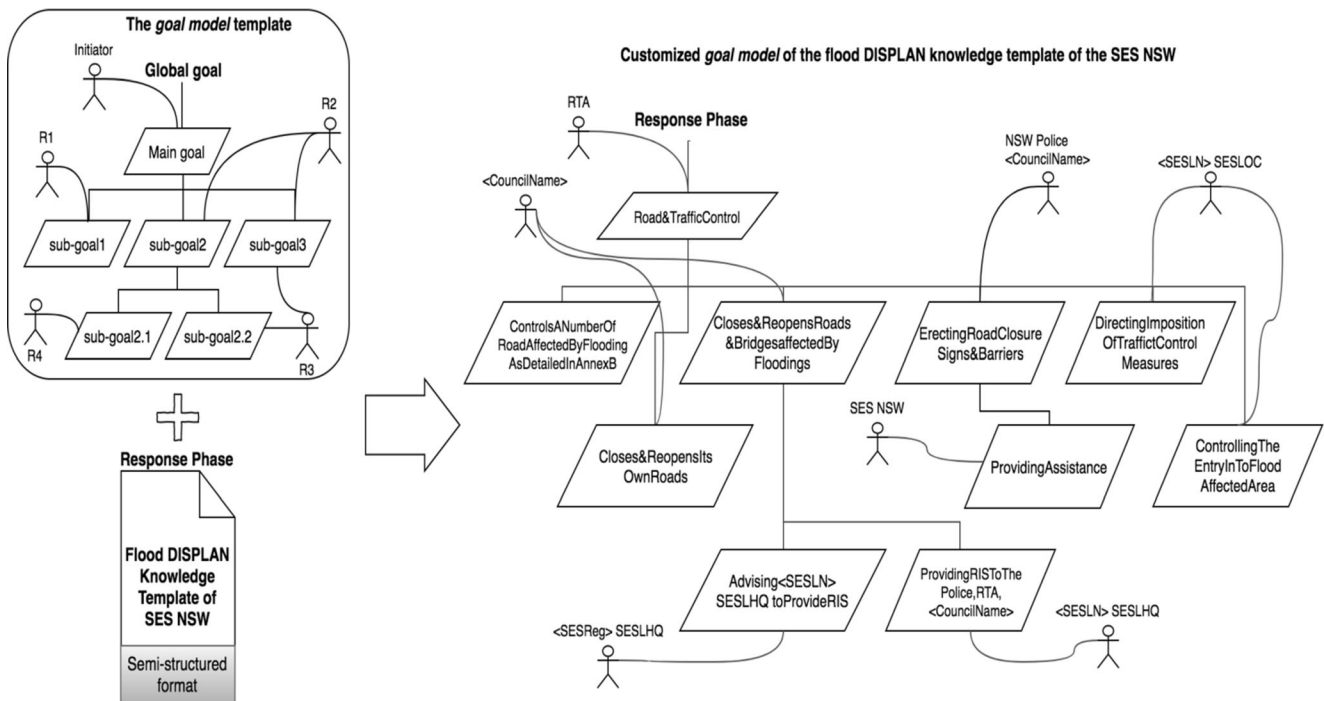 The goal model template
Initiator
Global goal
R2
R1
Main goal
sub-goal1
sub-goal2
sub-goal3
sub-goal2.1
sub-goal2.2
R4
R3
Response Phase
Flood DISPLAN
Knowledge
Template of
SES NSW
Semi-structured
format
Customized goal model of the flood DISPLAN knowledge template of the SES NSW
RTA
Response Phase
NSW Police
<CouncilName>
<SESLN> SESLOC
<CouncilName>
Road&TrafficControl
ControlsANumberOf
RoadAffectedByFlooding
AsDetailedInAnnexB
Closes&ReopensRoads
&BridgesaffectedBy
Floodings
ErectingRoadClosure
Signs&Barriers
DirectingImposition
OfTraffictControl
Measures
SES NSW
Closes&ReopensIts
OwnRoads
ProvidingAssistance
ControllingThe
EntryInToFlood
AffectedArea
Advising<SESLN>
SESLHQ toProvideRIS
ProvidingRISToThe
Police,RTA,
<CouncilName>
<SESReg> SESLHQ
<SESLN> SESLHQ